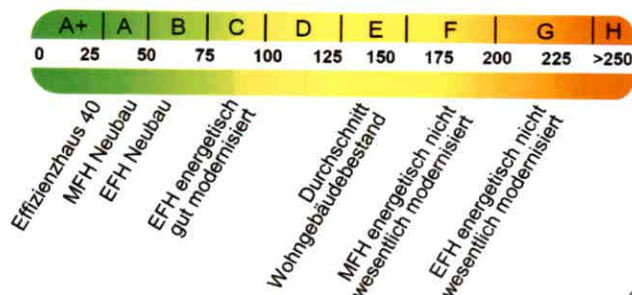 A+ A B C D E F G H
0 25 50 75 100 125 150 175 200 225 >250
Effizienzhaus 40
MFH Neubau
EFH Neubau
EFH energetisch
gut modernisiert
Durchschnitt
Wohngebäudebestand
MFH energetisch nicht
wesentlich modernisiert
EFH energetisch nicht
wesentlich modernisiert